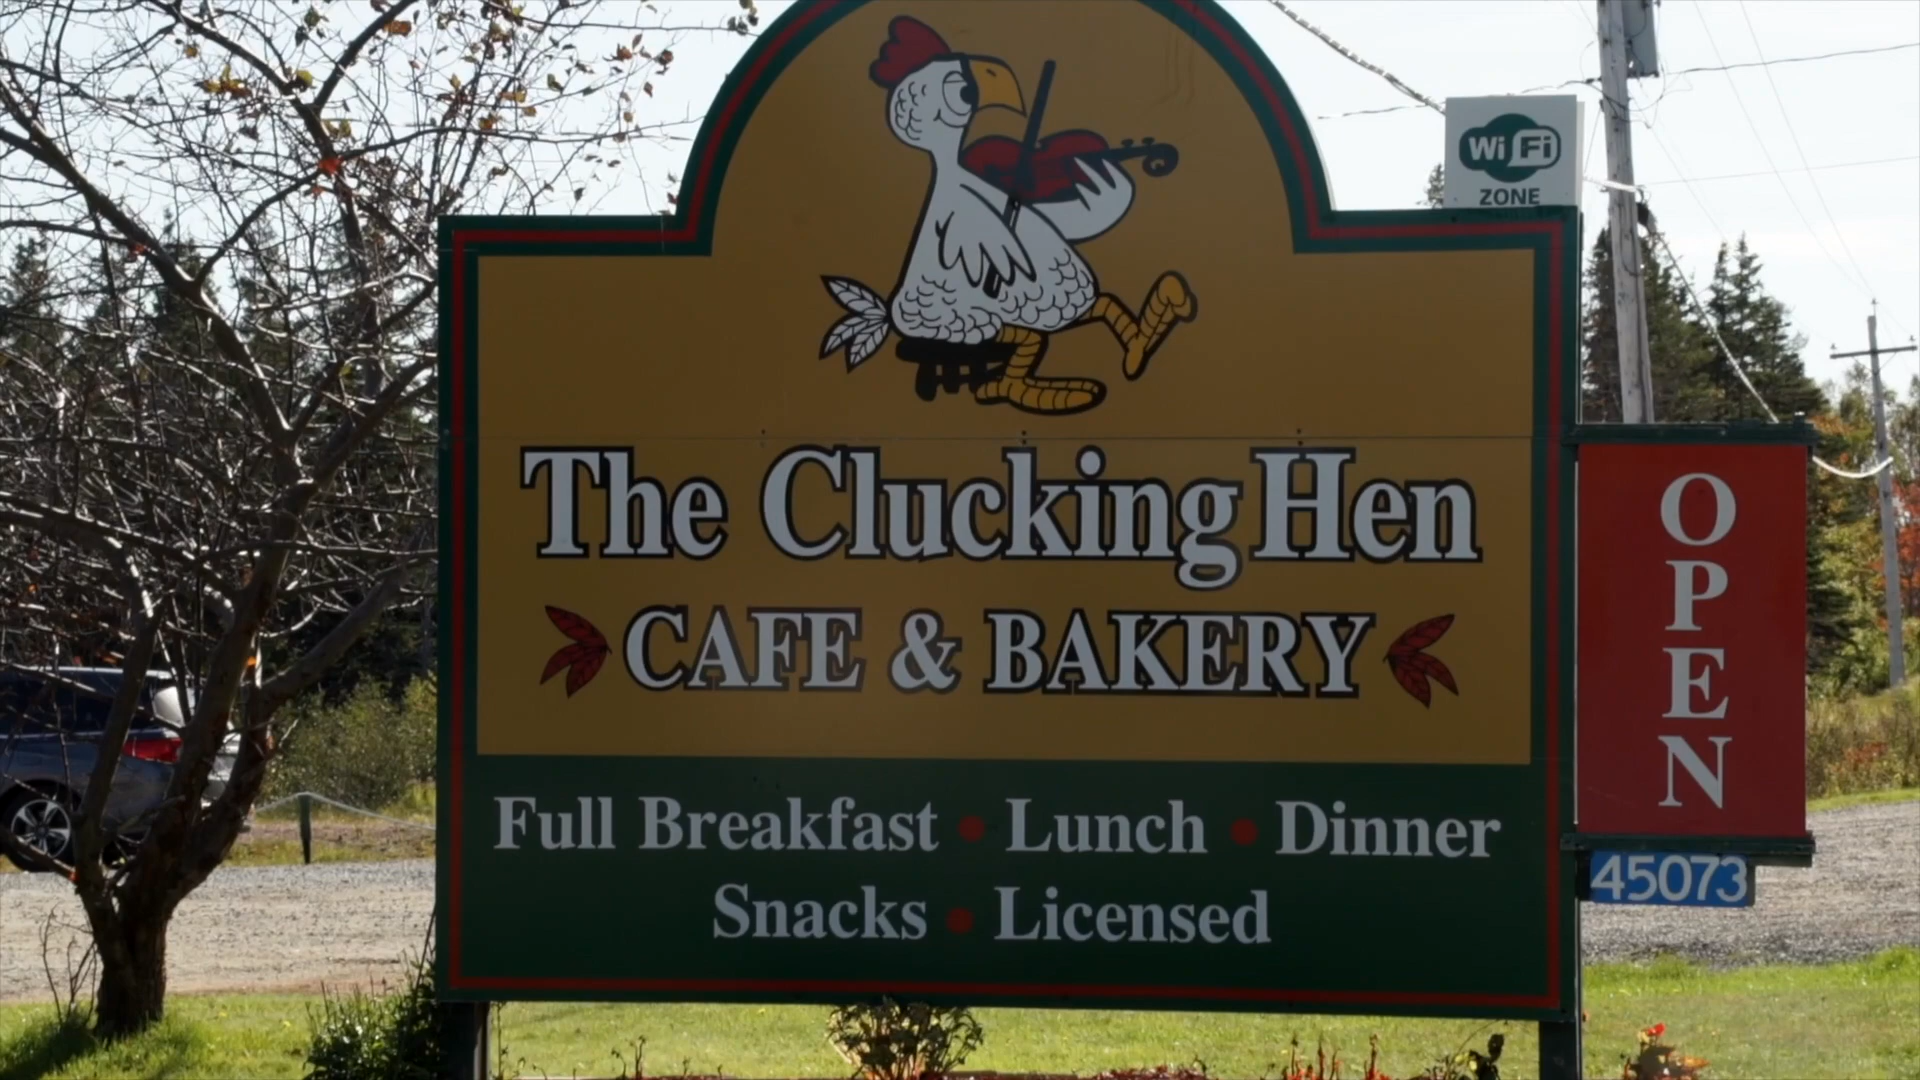 WiFi
ZONE
The Clucking Hen
CAFE & BAKERY
Full Breakfast • Lunch • Dinner
Snacks • Licensed
OPEN
45073